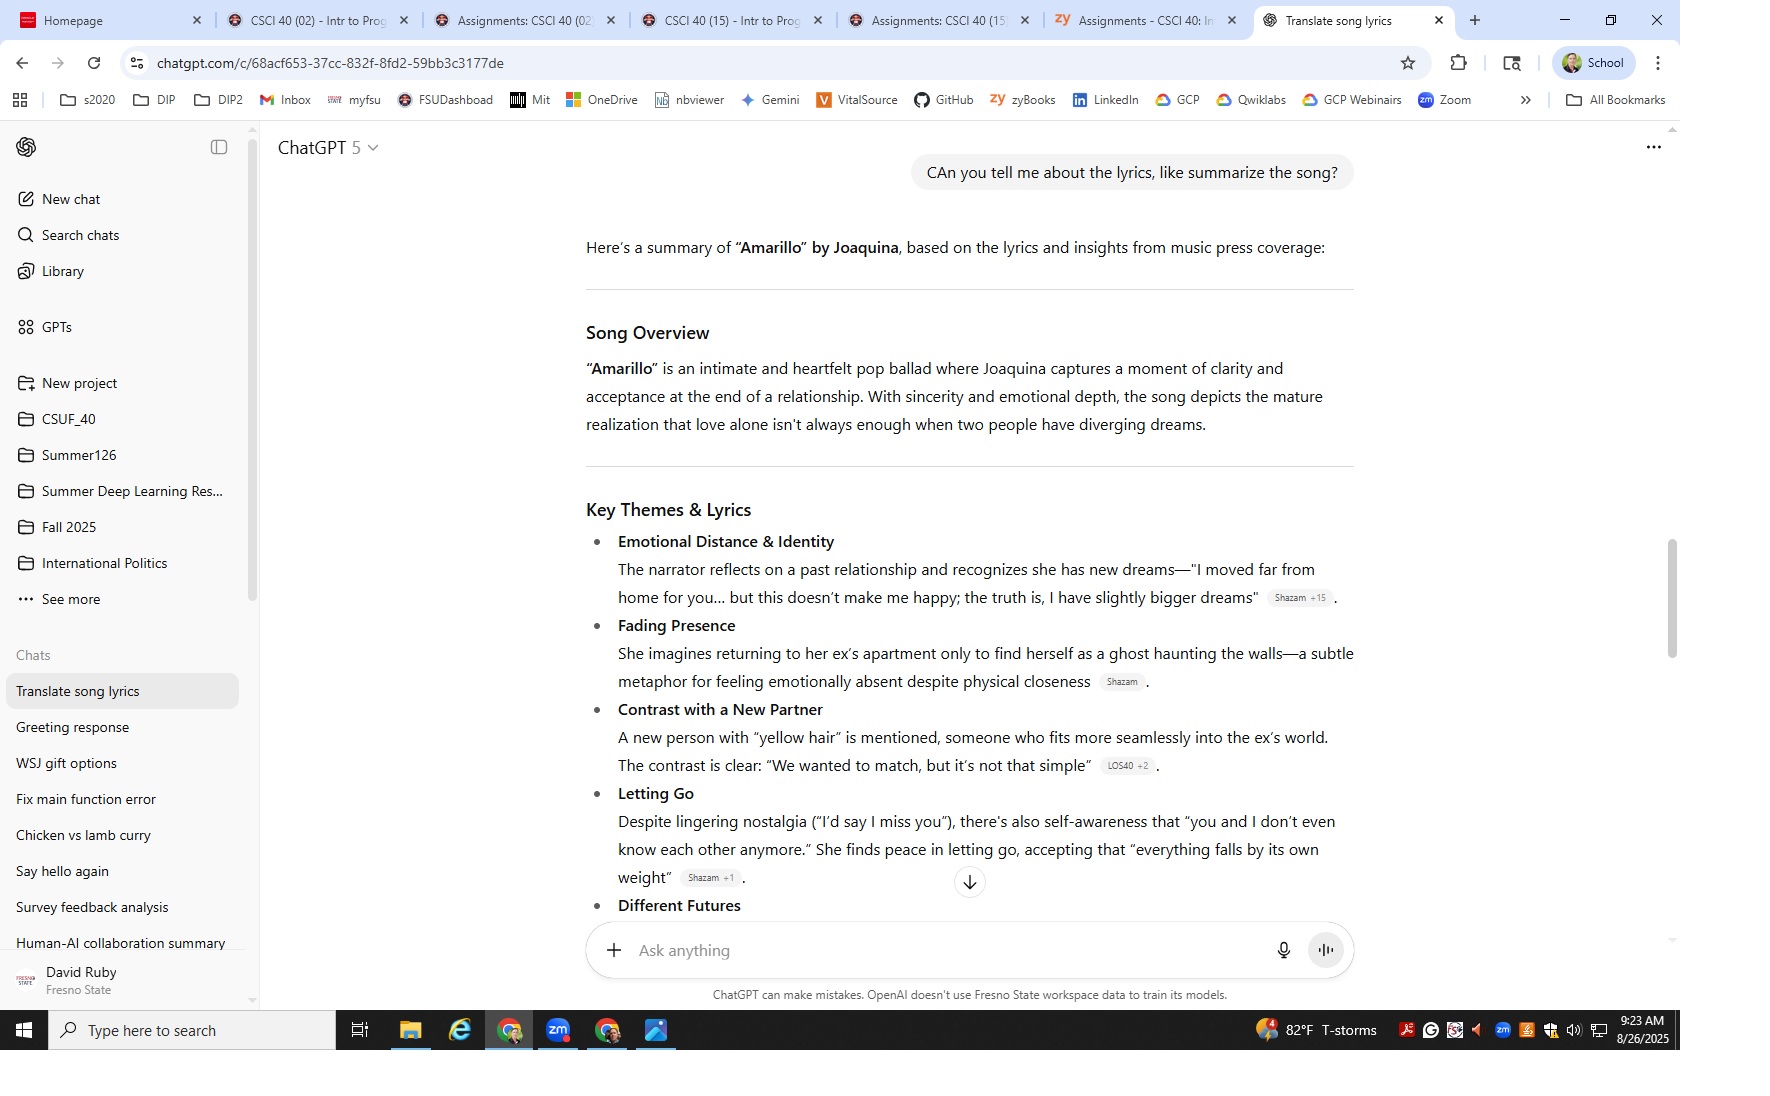 Homepage
CSCI 40 (02) - Intr to Prog
Assignments: CSCI 40 (02
CSCI 40 (15) - Intr to Prog
Assignments: CSCI 40 (15
zy Assignments - CSCI 40: In
Translate song lyrics
chatgpt.com/c/68acf653-37cc-832f-8fd2-59bb3c3177de
School
s2020
DIP
DIP2
Inbox
myfsu
FSUDashboad
Mit
OneDrive
nbviewer
Gemini
VitalSource
GitHub
zy zyBooks
LinkedIn
GCP
Qwiklabs
GCP Webinairs
zm Zoom
All Bookmarks
New chat
Search chats
Library
GPTs
New project
CSUF_40
Summer126
Summer Deep Learning Res...
Fall 2025
International Politics
See more
Chats
Translate song lyrics
Greeting response
WSJ gift options
Fix main function error
Chicken vs lamb curry
Say hello again
Survey feedback analysis
Human-AI collaboration summary
David Ruby
Fresno State
ChatGPT 5
CAn you tell me about the lyrics, like summarize the song?
Here's a summary of “Amarillo” by Joaquina, based on the lyrics and insights from music press coverage:
Song Overview
“Amarillo” is an intimate and heartfelt pop ballad where Joaquina captures a moment of clarity and
acceptance at the end of a relationship. With sincerity and emotional depth, the song depicts the mature
realization that love alone isn't always enough when two people have diverging dreams.
Key Themes & Lyrics
• Emotional Distance & Identity
The narrator reflects on a past relationship and recognizes she has new dreams—"I moved far from
home for you... but this doesn't make me happy; the truth is, I have slightly bigger dreams" Shazam +15 .
• Fading Presence
She imagines returning to her ex's apartment only to find herself as a ghost haunting the walls—a subtle
metaphor for feeling emotionally absent despite physical closeness Shazam .
• Contrast with a New Partner
A new person with “yellow hair” is mentioned, someone who fits more seamlessly into the ex's world.
The contrast is clear: “We wanted to match, but it's not that simple” LOS40 +2 .
• Letting Go
Despite lingering nostalgia (“I'd say I miss you”), there's also self-awareness that “you and I don't even
know each other anymore.” She finds peace in letting go, accepting that “everything falls by its own
weight” Shazam +1 .
• Different Futures
Ask anything
ChatGPT can make mistakes. OpenAI doesn't use Fresno State workspace data to train its models.
Type here to search
zm
82°F T-storms
zm
9:23 AM
8/26/2025